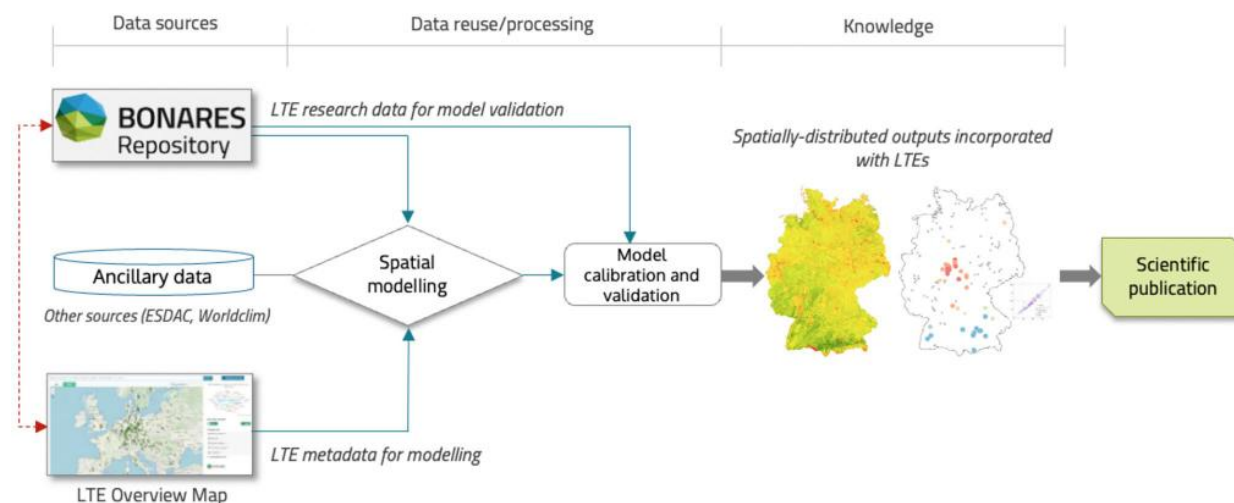 Data sources
Data reuse/processing
Knowledge
BONARES
Repository
LTE research data for model validation
Spatially-distributed outputs incorporated
with LTEs
Ancillary data
Spatial
modelling
Model
calibration and
validation
Scientific
publication
Other sources (ESDAC, Worldclim)
LTE metadata for modelling
LTE Overview Map